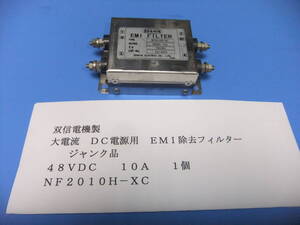 EMI FILTER
双信電機製
大電流 DC電源用 EMI除去フィルター
ジャンク品
48VDC 10A 1個
NF2010H-XC